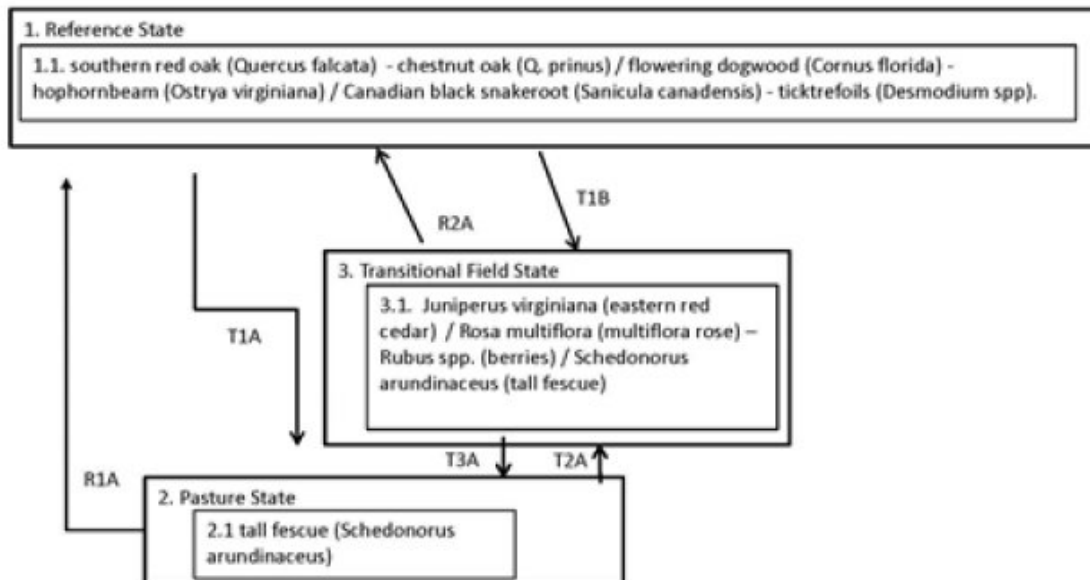 1. Reference State
1.1. southern red oak (Quercus falcata) - chestnut oak (Q. prinus) / flowering dogwood (Cornus florida) -
hophornbeam (Ostrya virginiana) / Canadian black snakeroot (Sanicula canadensis) - ticktrefoils (Desmodium spp).
T1B
R2A
3. Transitional Field State
3.1. Juniperus virginiana (eastern red
cedar) / Rosa multiflora (multiflora rose) –
Rubus spp. (berries) / Schedonorus
arundinaceus (tall fescue)
T1A
T3A
T2A
R1A
2. Pasture State
2.1 tall fescue (Schedonorus
arundinaceus)